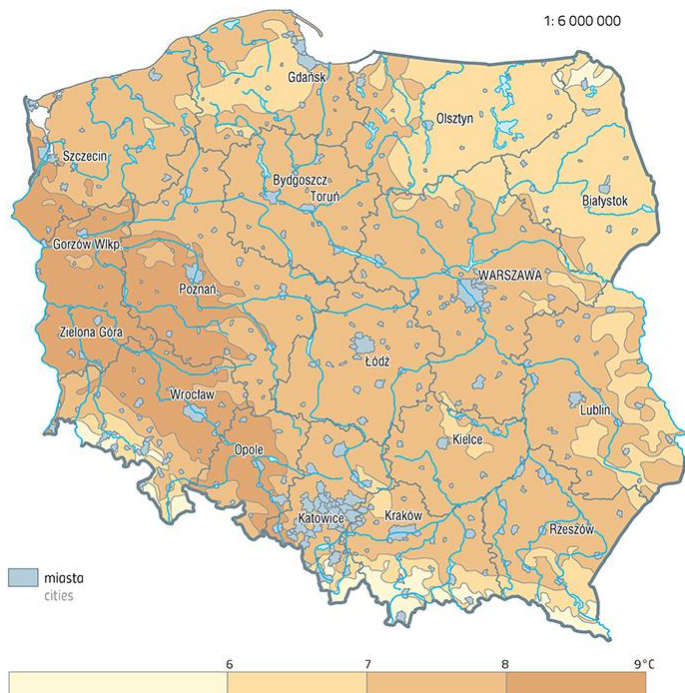 1: 6 000 000
Gdańsk
Olsztyn
Szczecin
Bydgoszcz
Toruń
Białystok
Gorzów Wlkp.
Poznań
WARSZAWA
Zielona Góra
Łódź
Wrocław
Lublin
Opole
Kielce
Katowice
Kraków
Rzeszów
miasta
cities
6 7 8 9°C